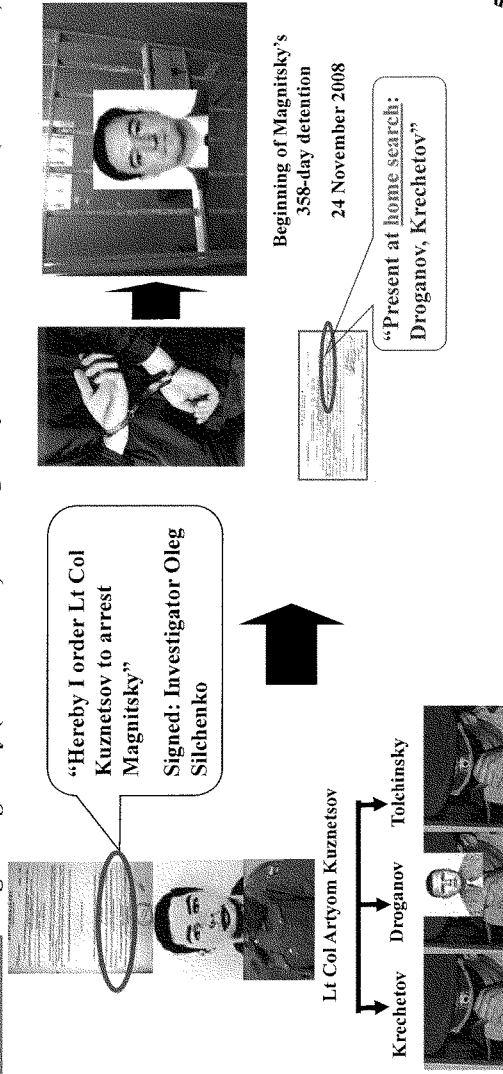 "Hereby I order Lt Col
Kuznetsov to arrest
Magnitsky"
Signed: Investigator Oleg
Silchenko
Lt Col Artyom Kuznetsov
Krechetov
Droganov
Tolchinsky
Beginning of Magnitsky's
358-day detention
24 November 2008
"Present at home search:
Droganov, Krechetov"